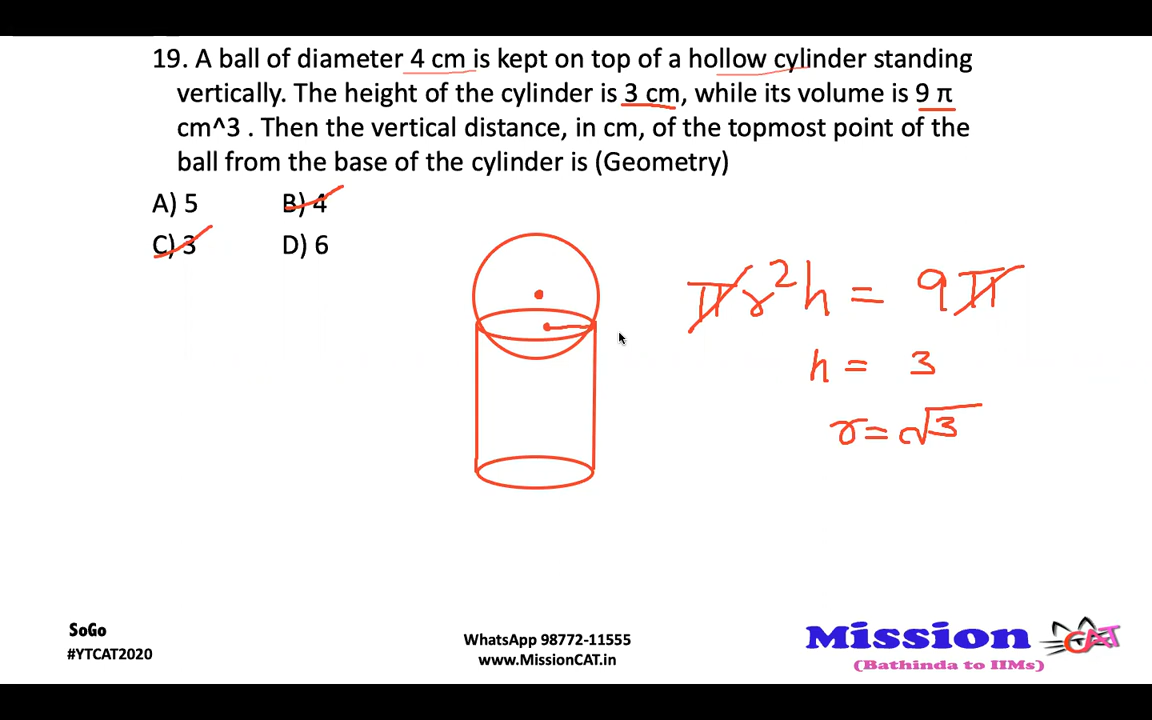 19. A ball of diameter 4 cm is kept on top of a hollow cylinder standing
vertically. The height of the cylinder is 3 cm, while its volume is 9 π
cm^3 . Then the vertical distance, in cm, of the topmost point of the
ball from the base of the cylinder is (Geometry)
A) 5 B) 4
C) 3 D) 6
πr²h = 9π
h = 3
r = √3
SoGo
#YTCAT2020
WhatsApp 98772-11555
www.MissionCAT.in
Mission CAT
(Bathinda to IIMs)